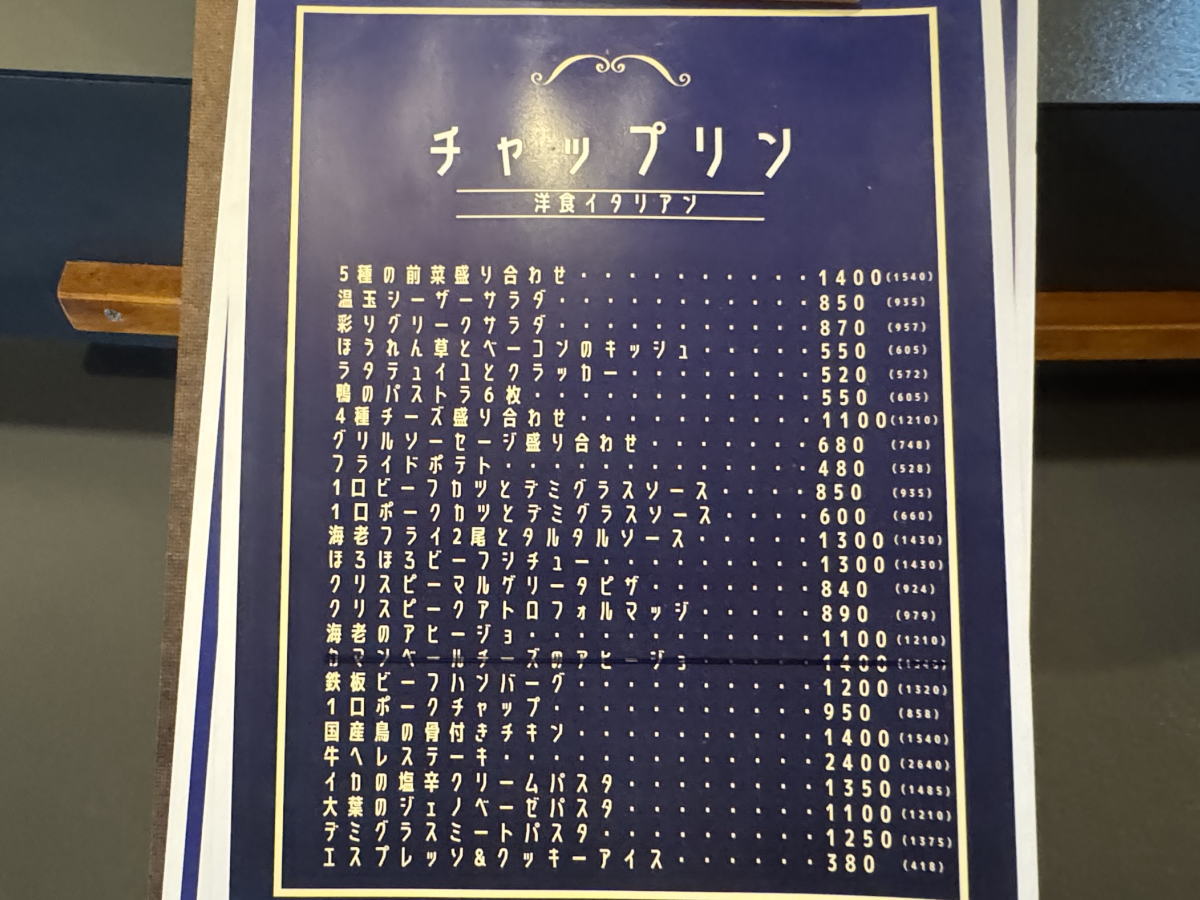 チャップリン
洋食イタリアン
5種の前菜盛り合わせ・・・・・・・・・・1400(1540)
温玉シーザーサラダ・・・・・・・・・・・850(935)
彩りグリークサラダ・・・・・・・・・・・870(957)
ほうれん草とベーコンのキッシュ・・・・・550(605)
ラタテュイユとクラッカー・・・・・・・・520(572)
鴨のパストラ6枚・・・・・・・・・・・・550(605)
4種チーズ盛り合わせ・・・・・・・・・・1100(1210)
グリルソーセージ盛り合わせ・・・・・・・680(748)
フライドポテト・・・・・・・・・・・・・480(528)
1口ビーフカツとデミグラスソース・・・・850(935)
1口ポークカツとデミグラスソース・・・・600(660)
海老フライ2尾とタルタルソース・・・・・1300(1430)
ほろほろビーフシチュー・・・・・・・・・1300(1430)
クリスピーマルグリータピザ・・・・・・・840(924)
クリスピークアトロフォルマッジ・・・・・890(979)
海老のアヒージョ・・・・・・・・・・・・1100(1210)
カマンベールチーズのアヒージョ・・・・・1400
鉄板ビーフハンバーグ・・・・・・・・・・1200(1320)
1口ポークチャップ・・・・・・・・・・・950(858)
国産鳥の骨付きチキン・・・・・・・・・・1400(1540)
牛ヘレステーキ・・・・・・・・・・・・・2400(2640)
イカの塩辛クリームパスタ・・・・・・・・1350(1485)
大葉のジェノベーゼパスタ・・・・・・・・1100(1210)
デミグラスミートパスタ・・・・・・・・・1250(1375)
エスプレッソ&クッキーアイス・・・・・・380(418)